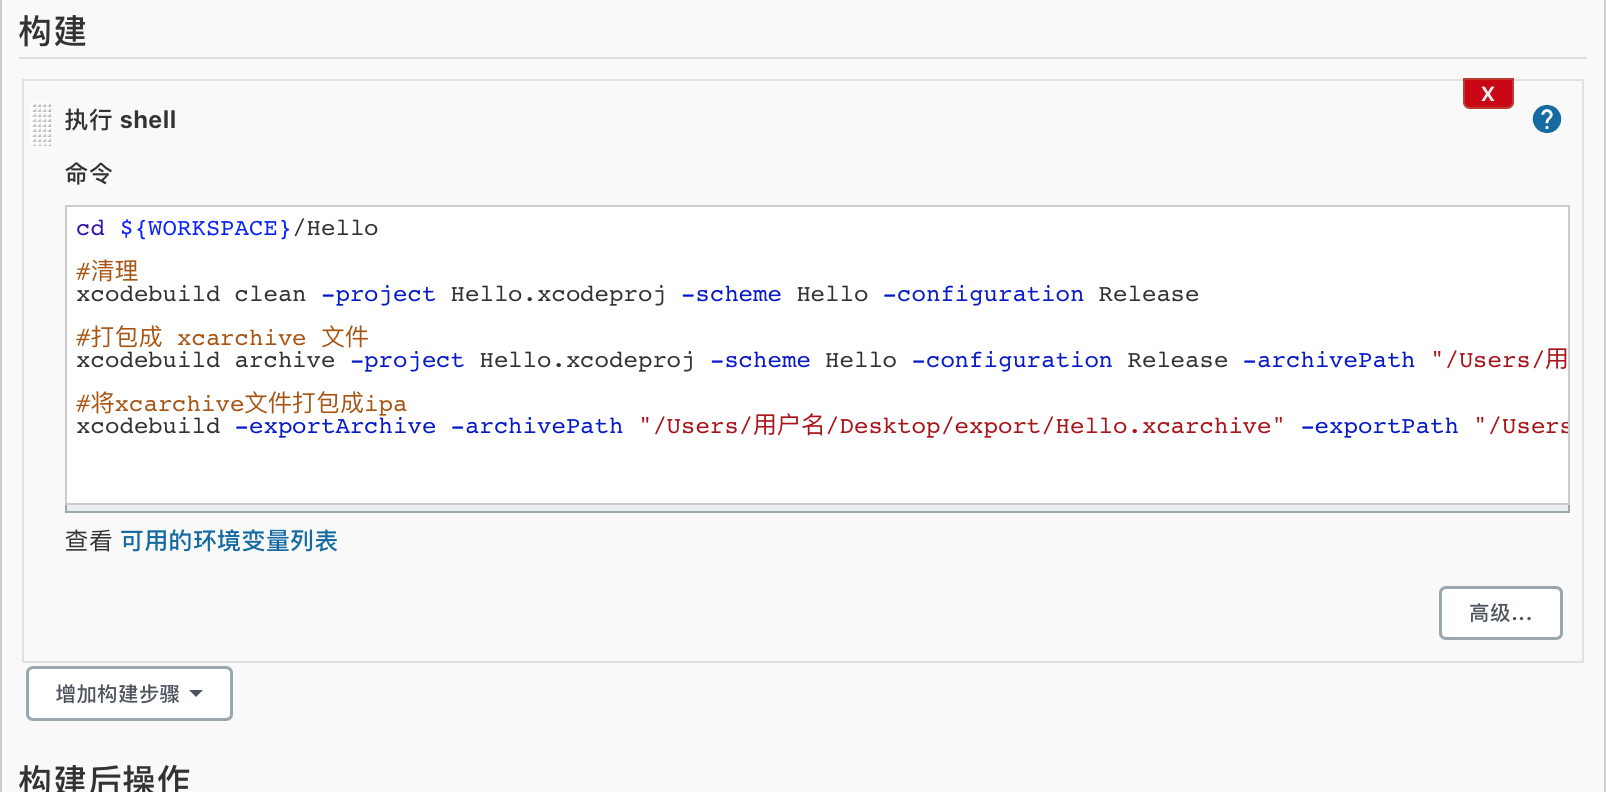 构建
X
执行 shell
?
命令
cd ${WORKSPACE}/Hello
#清理
xcodebuild clean -project Hello.xcodeproj -scheme Hello -configuration Release
#打包成 xcarchive 文件
xcodebuild archive -project Hello.xcodeproj -scheme Hello -configuration Release -archivePath "/Users/用
#将xcarchive文件打包成ipa
xcodebuild -exportArchive -archivePath "/Users/用户名/Desktop/export/Hello.xcarchive" -exportPath "/Users
查看 可用的环境变量列表
高级...
增加构建步骤
构建后操作